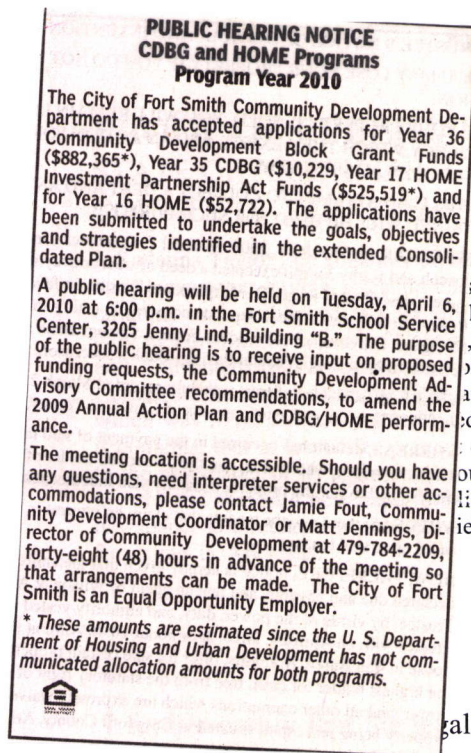 PUBLIC HEARING NOTICE
CDBG and HOME Programs
Program Year 2010
The City of Fort Smith Community Development De-
partment has accepted applications for Year 36
Community Development Block Grant Funds
($882,365*), Year 35 CDBG ($10,229, Year 17 HOME
Investment Partnership Act Funds ($525,519*) and
for Year 16 HOME ($52,722). The applications have
been submitted to undertake the goals, objectives
and strategies identified in the extended Consoli-
dated Plan.
A public hearing will be held on Tuesday, April 6,
2010 at 6:00 p.m. in the Fort Smith School Service
Center, 3205 Jenny Lind, Building “B.” The purpose
of the public hearing is to receive input on proposed
funding requests, the Community Development Ad-
visory Committee recommendations, to amend the
2009 Annual Action Plan and CDBG/HOME perform-
ance.
The meeting location is accessible. Should you have
any questions, need interpreter services or other ac-
commodations, please contact Jamie Fout, Commu-
nity Development Coordinator or Matt Jennings, Di-
rector of Community Development at 479-784-2209,
forty-eight (48) hours in advance of the meeting so
that arrangements can be made. The City of Fort
Smith is an Equal Opportunity Employer.
* These amounts are estimated since the U. S. Depart-
ment of Housing and Urban Development has not com-
municated allocation amounts for both programs.
gal